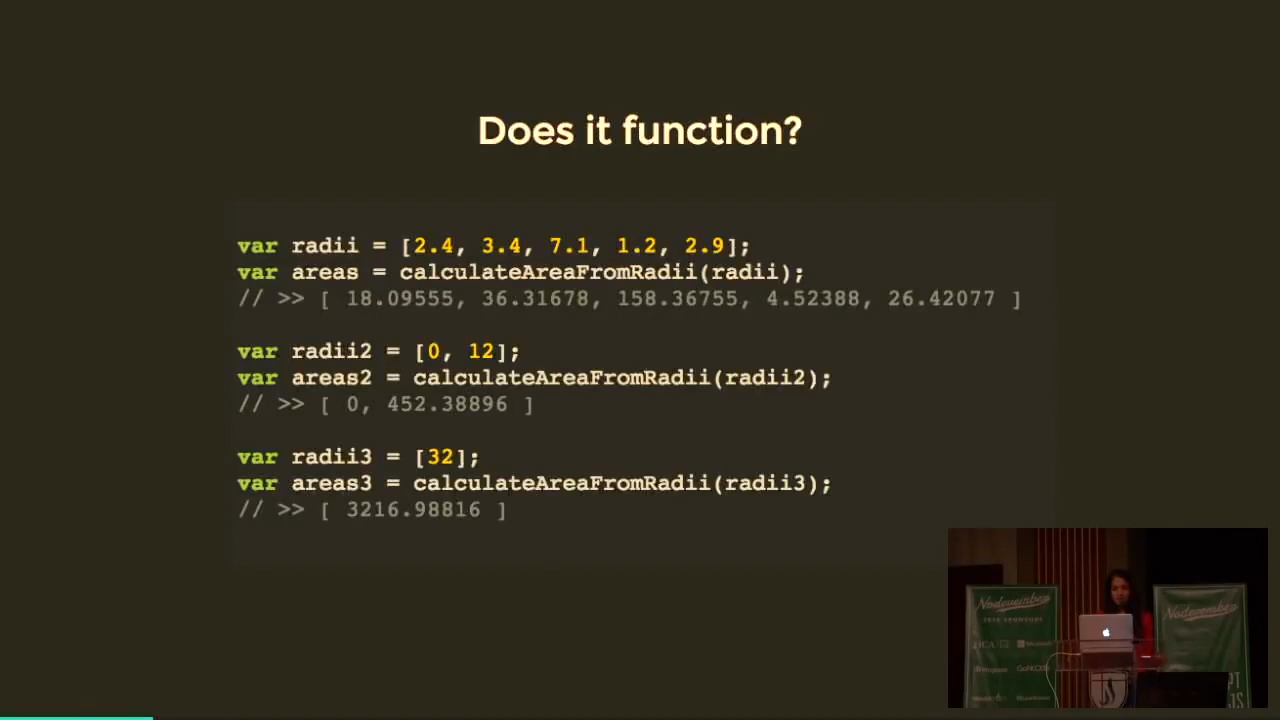 Does it function?
var radii = [2.4, 3.4, 7.1, 1.2, 2.9];
var areas = calculateAreaFromRadii(radii);
// >> [ 18.09555, 36.31678, 158.36755, 4.52388, 26.42077 ]
var radii2 = [0, 12];
var areas2 = calculateAreaFromRadii(radii2);
// >> [ 0, 452.38896 ]
var radii3 = [32];
var areas3 = calculateAreaFromRadii(radii3);
// >> [ 3216.98816 ]
Nodevember
Nodevember